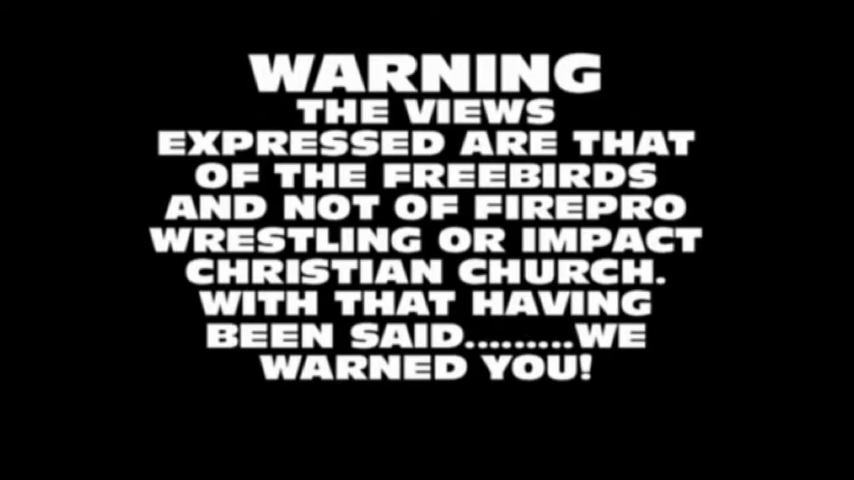 WARNING
THE VIEWS
EXPRESSED ARE THAT
OF THE FREEBIRDS
AND NOT OF FIREPRO
WRESTLING OR IMPACT
CHRISTIAN CHURCH.
WITH THAT HAVING
BEEN SAID.........WE
WARNED YOU!